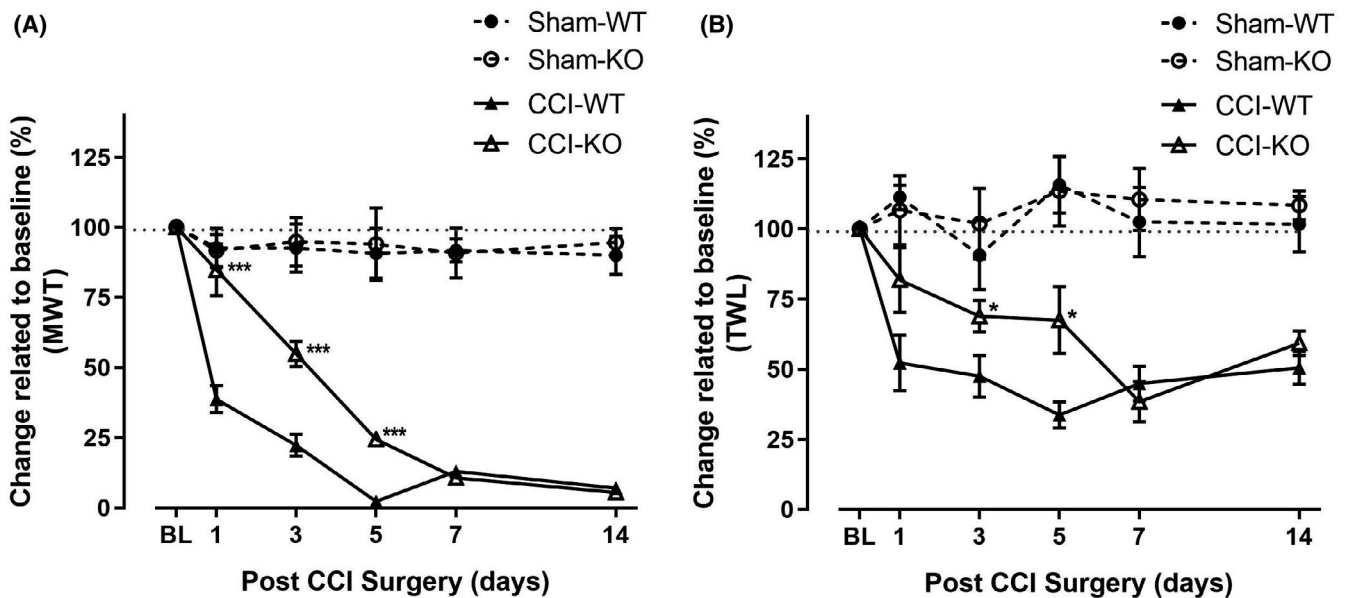 (A)
Sham-WT
Sham-KO
CCI-WT
CCI-KO
Change related to baseline (%)
(MWT)
125
100
75
50
25
0
***
***
***
BL 1 3 5 7 14
Post CCI Surgery (days)
(B)
Sham-WT
Sham-KO
CCI-WT
CCI-KO
Change related to baseline (%)
(TWL)
125
100
75
50
25
0
*
*
BL 1 3 5 7 14
Post CCI Surgery (days)